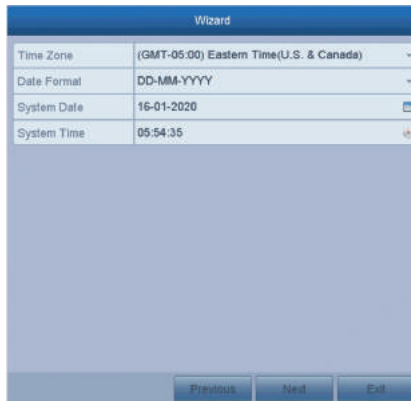 Wizard
Time Zone (GMT-05:00) Eastern Time(U.S. & Canada)
Date Format DD-MM-YYYY
System Date 16-01-2020
System Time 05:54:35
Previous Next Exit